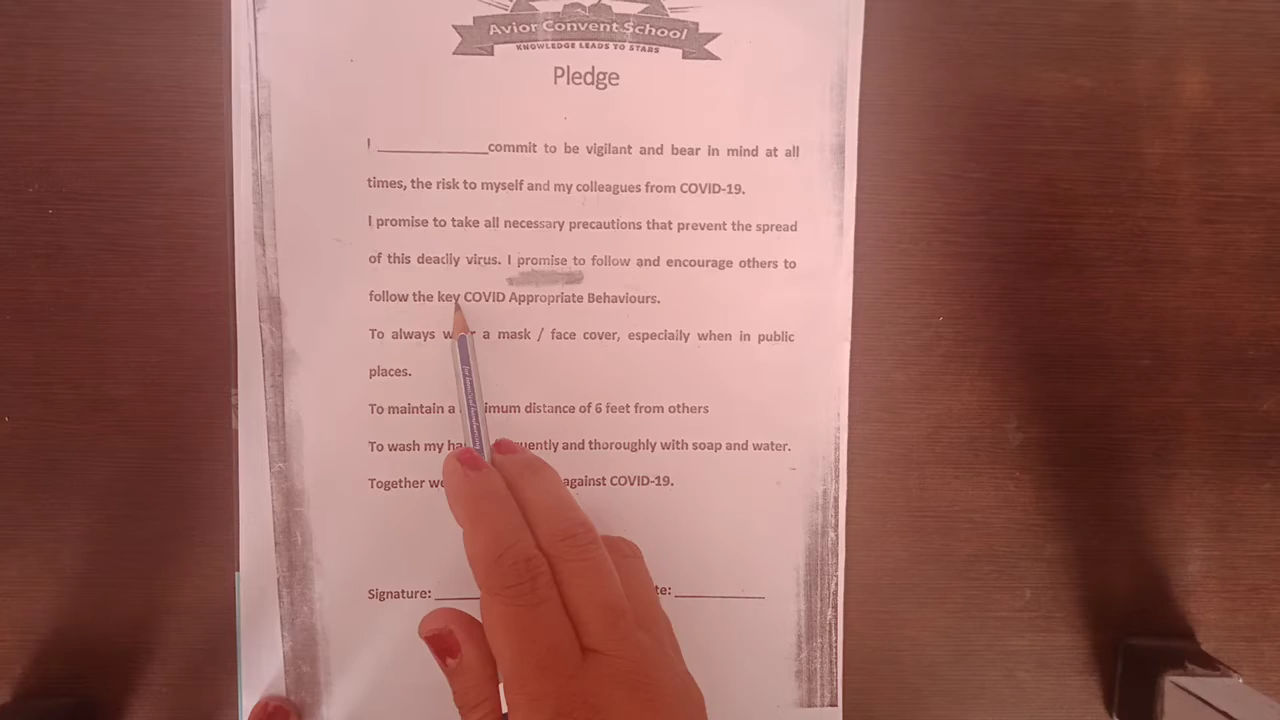 Avior Convent School
KNOWLEDGE LEADS TO STARS
Pledge
I ____________commit to be vigilant and bear in mind at all
times, the risk to myself and my colleagues from COVID-19.
I promise to take all necessary precautions that prevent the spread
of this deadly virus. I promise to follow and encourage others to
follow the key COVID Appropriate Behaviours.
To always a mask / face cover, especially when in public
places.
To maintain a distance of 6 feet from others
To wash my and thoroughly with soap and water.
Together against COVID-19.
Signature: _____ __________